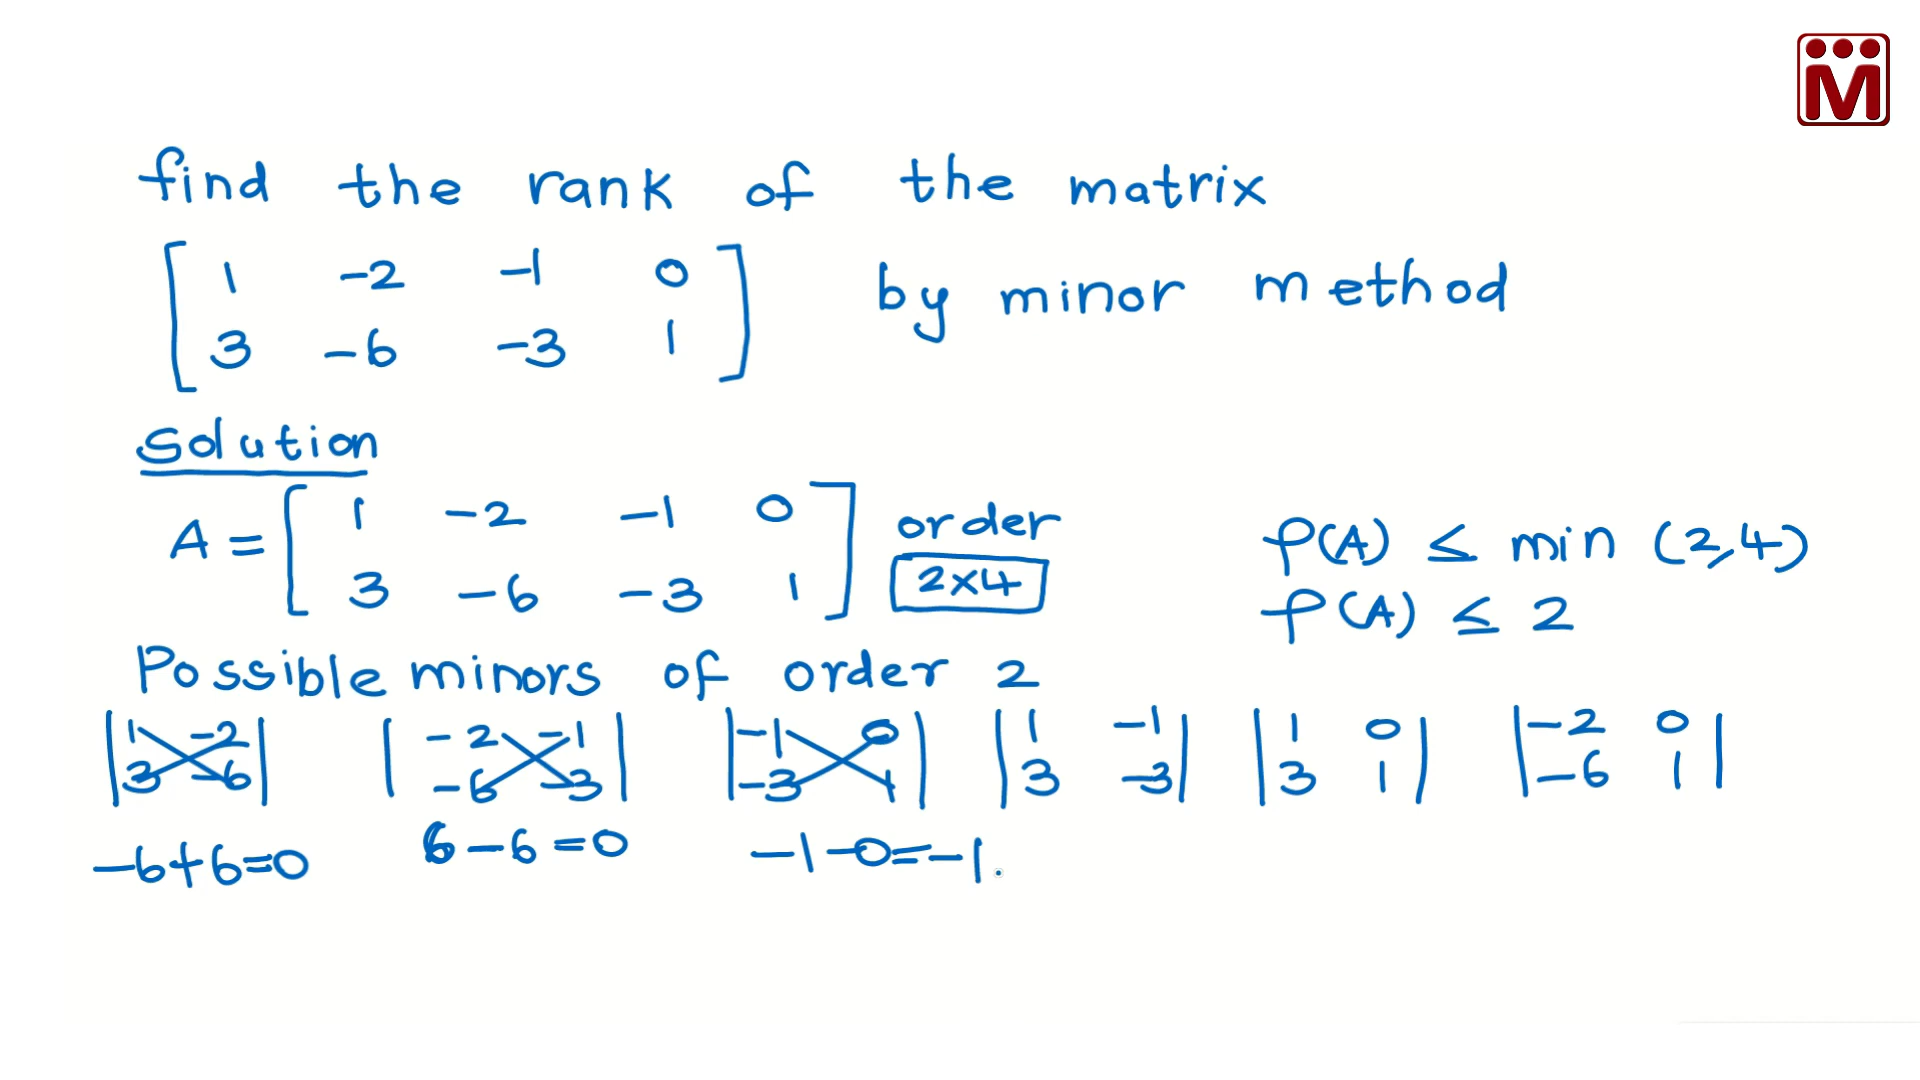 M
find the rank of the matrix
[ 1 -2 -1 0 ] by minor method
[ 3 -6 -3 1 ]
Solution
A = [ 1 -2 -1 0 ] order ρ(A) ≤ min (2,4)
[ 3 -6 -3 1 ] 2×4 ρ(A) ≤ 2
Possible minors of order 2
| 1 -2 | | -2 -1 | | -1 0 | | 1 -1 | | 1 0 | | -2 0 |
| 3 -6 | | -6 -3 | | -3 1 | | 3 -3 | | 3 1 | | -6 1 |
-6+6=0 6-6=0 -1-0=-1.